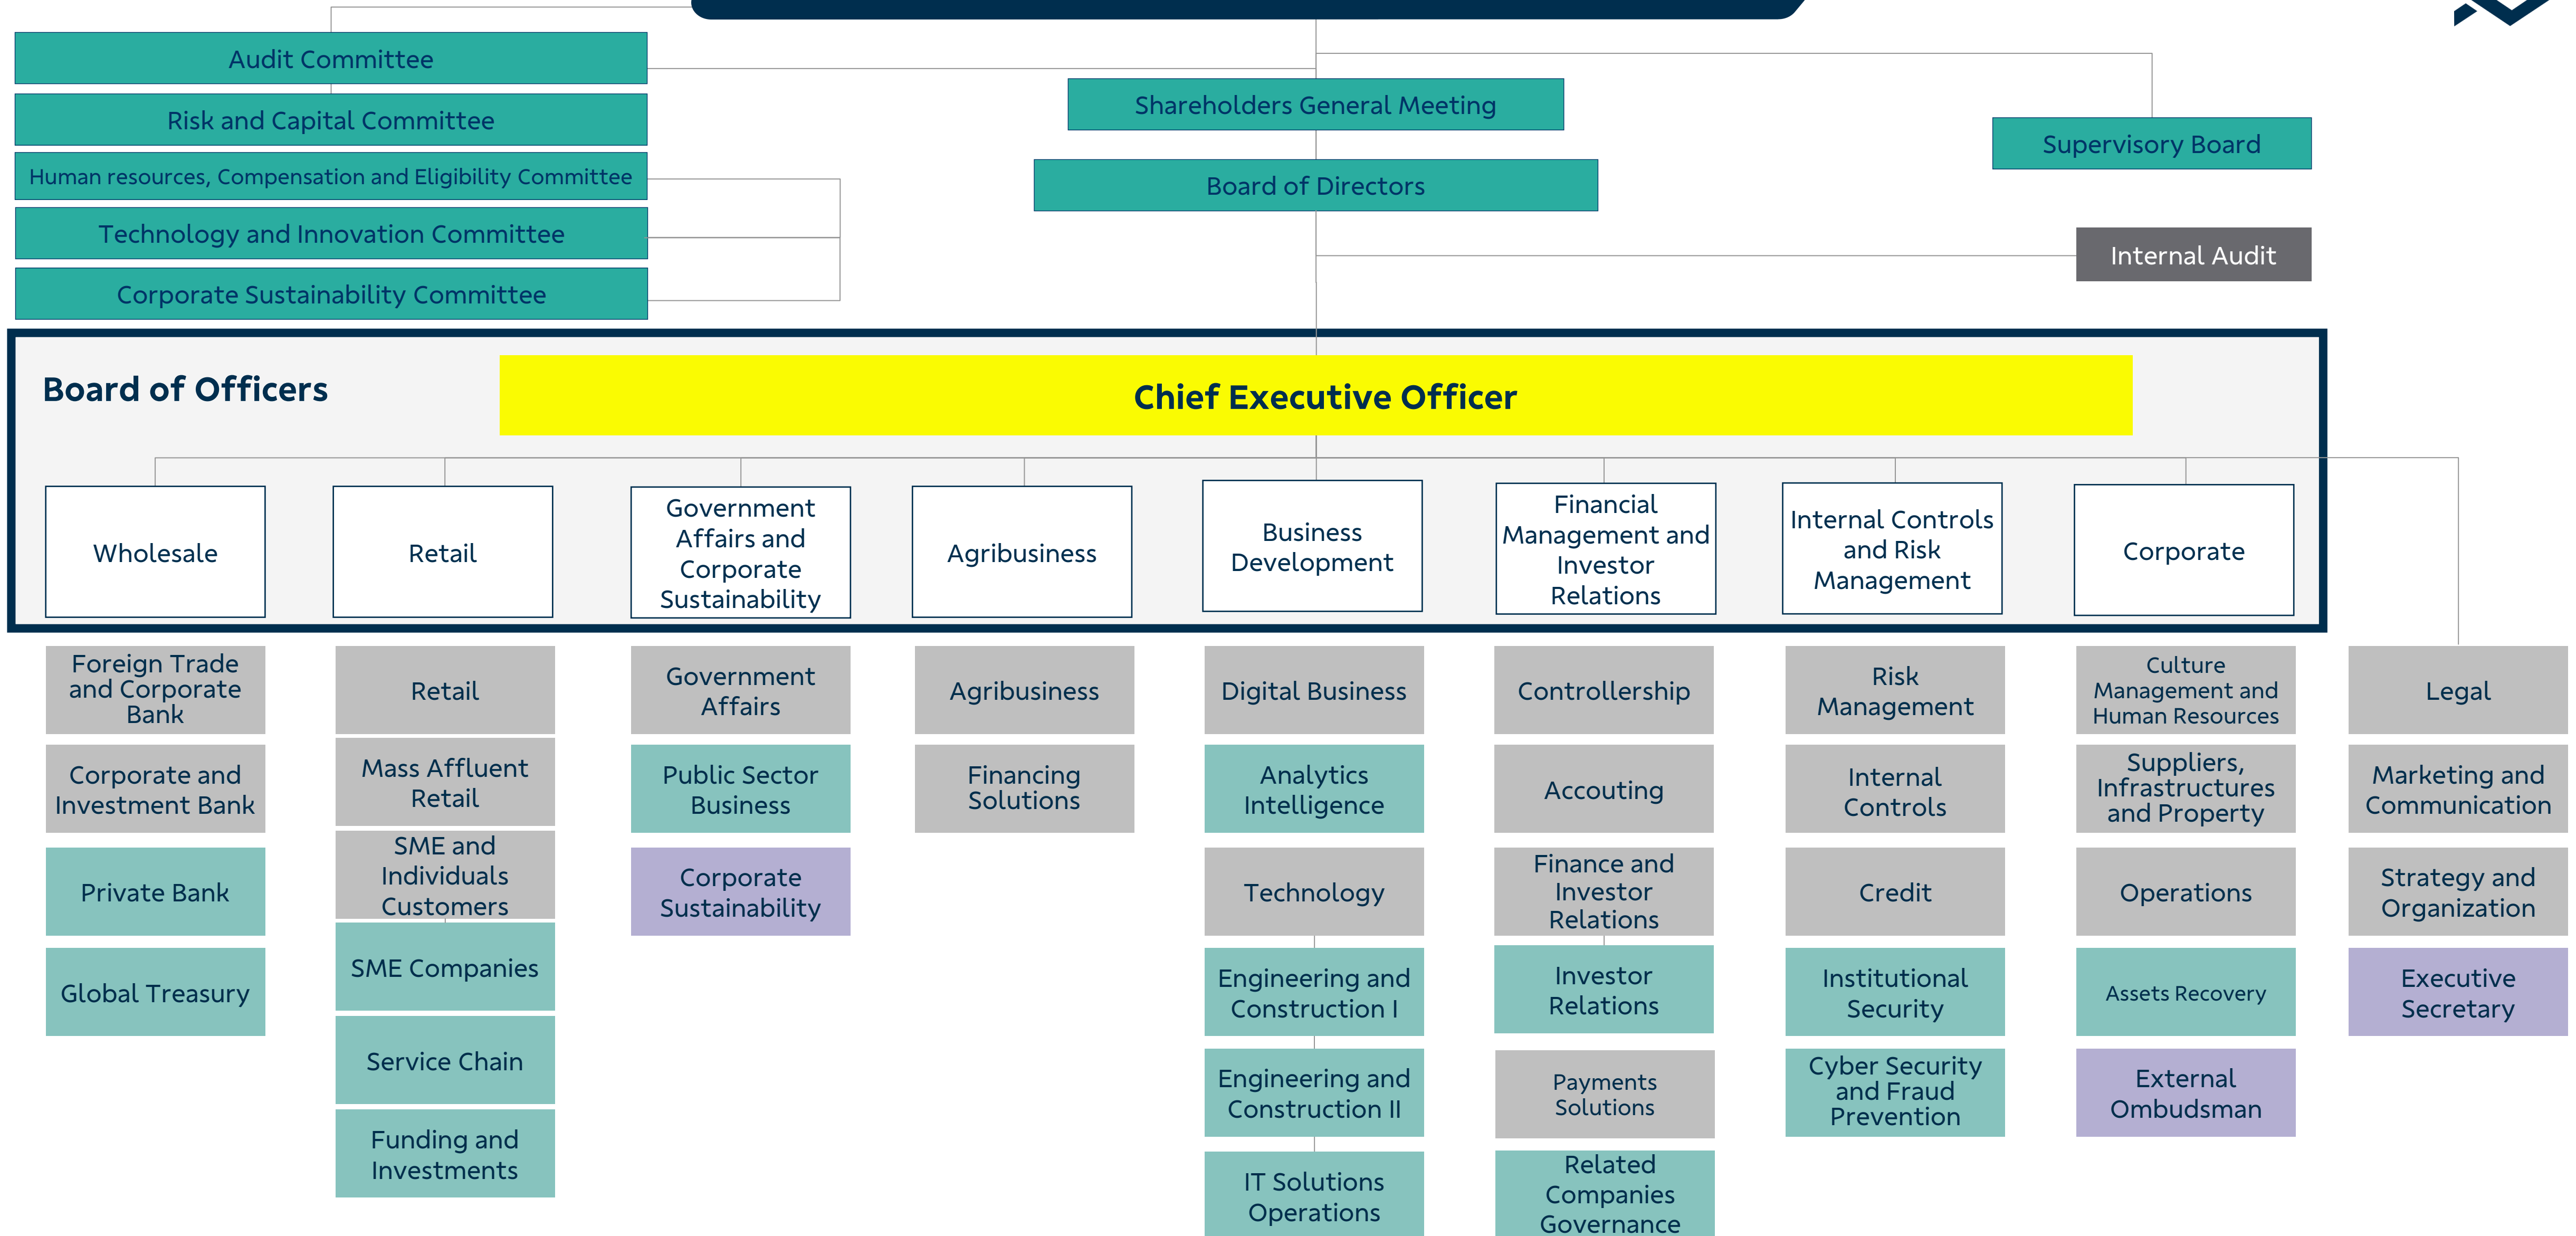 Audit Committee
Risk and Capital Committee
Human resources, Compensation and Eligibility Committee
Technology and Innovation Committee
Corporate Sustainability Committee
Shareholders General Meeting
Board of Directors
Supervisory Board
Internal Audit
Board of Officers
Chief Executive Officer
Wholesale
Retail
Government
Affairs and
Corporate
Sustainability
Agribusiness
Business
Development
Financial
Management and
Investor
Relations
Internal Controls
and Risk
Management
Corporate
Foreign Trade
and Corporate
Bank
Corporate and
Investment Bank
Private Bank
Global Treasury
Retail
Mass Affluent
Retail
SME and
Individuals
Customers
SME Companies
Service Chain
Funding and
Investments
Government
Affairs
Public Sector
Business
Corporate
Sustainability
Agribusiness
Financing
Solutions
Digital Business
Analytics
Intelligence
Technology
Engineering and
Construction I
Engineering and
Construction II
IT Solutions
Operations
Controllership
Accouting
Finance and
Investor
Relations
Investor
Relations
Payments
Solutions
Related
Companies
Governance
Risk
Management
Internal
Controls
Credit
Institutional
Security
Cyber Security
and Fraud
Prevention
Culture
Management and
Human Resources
Suppliers,
Infrastructures
and Property
Operations
Assets Recovery
External
Ombudsman
Legal
Marketing and
Communication
Strategy and
Organization
Executive
Secretary